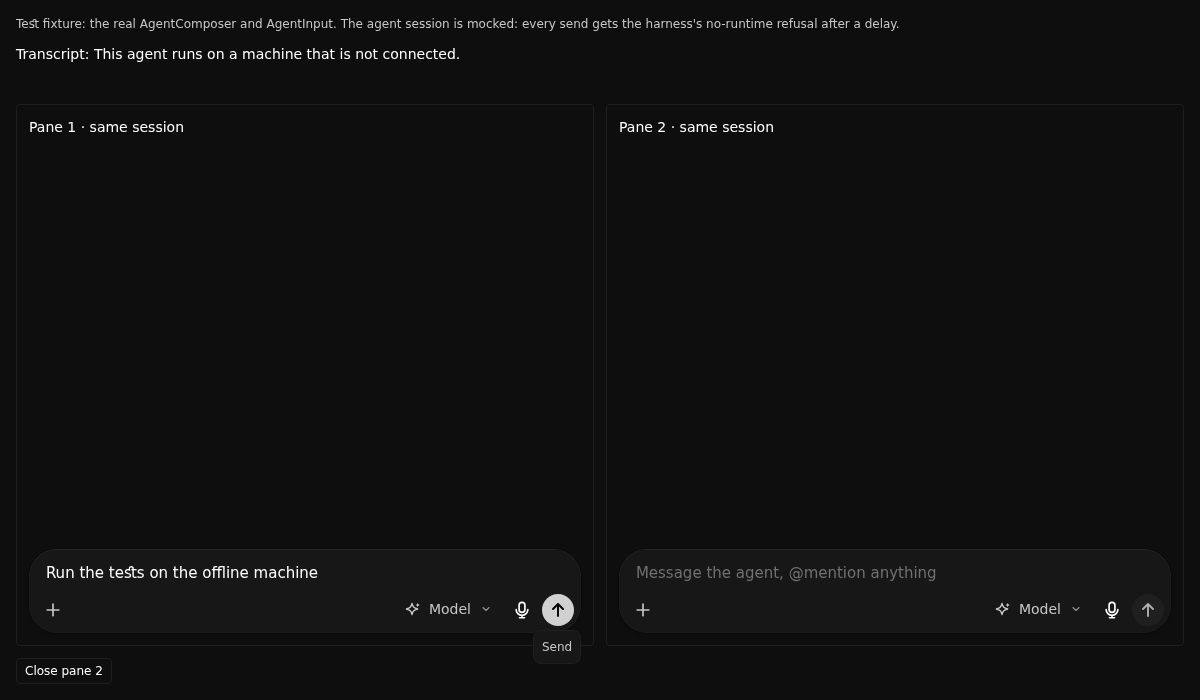 Test fixture: the real AgentComposer and AgentInput. The agent session is mocked: every send gets the harness's no-runtime refusal after a delay.
Transcript: This agent runs on a machine that is not connected.
Pane 1 · same session
Pane 2 · same session
Run the tests on the offline machine
Message the agent, @mention anything
Model
Model
Send
Close pane 2